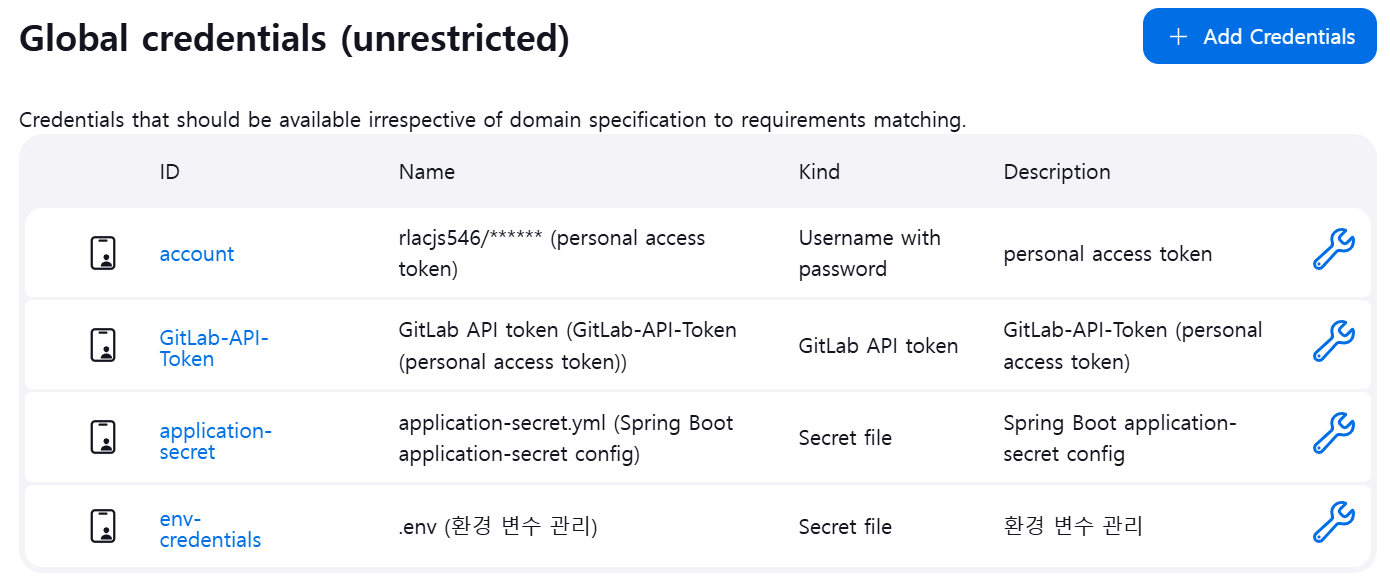 Global credentials (unrestricted)
+ Add Credentials
Credentials that should be available irrespective of domain specification to requirements matching.
ID Name Kind Description
account rlacjs546/****** (personal access token) Username with password personal access token
GitLab-API-Token GitLab API token (GitLab-API-Token (personal access token)) GitLab API token GitLab-API-Token (personal access token)
application-secret application-secret.yml (Spring Boot application-secret config) Secret file Spring Boot application-secret config
env-credentials .env (환경 변수 관리) Secret file 환경 변수 관리